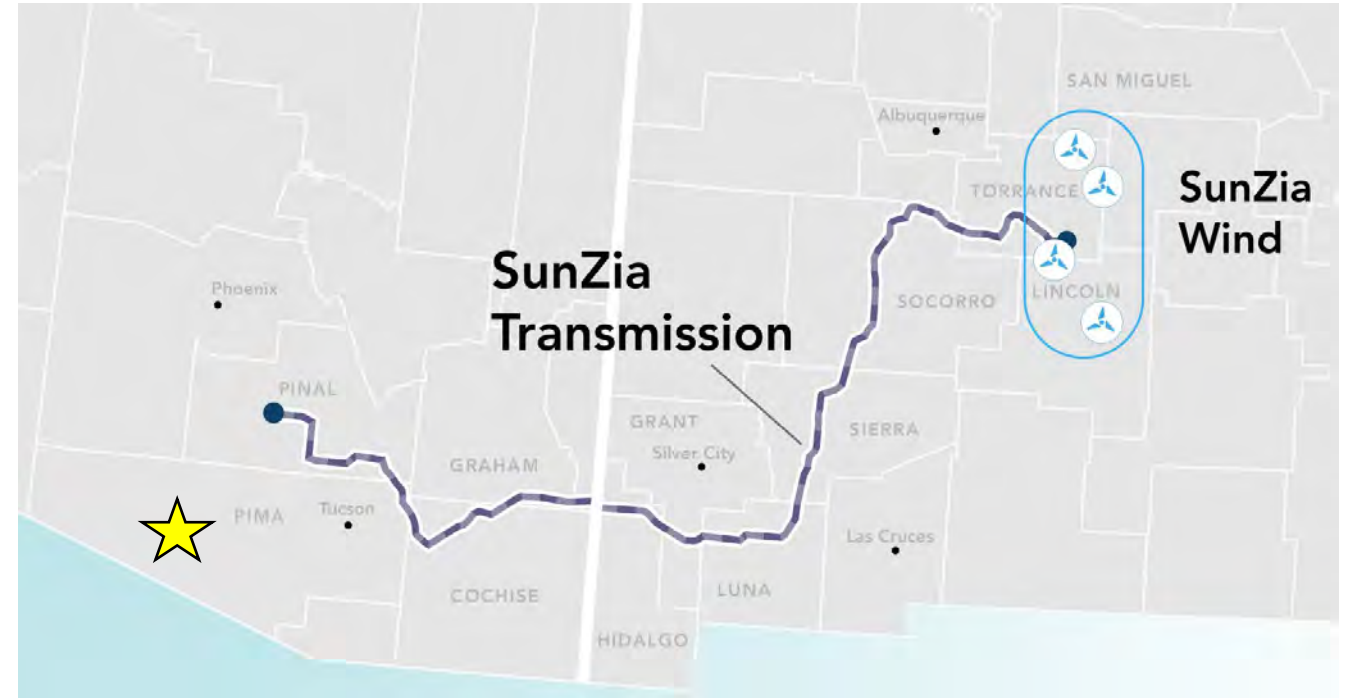 SAN MIGUEL
Albuquerque
TORRANCE
SunZia
Wind
SunZia
Transmission
Phoenix
SOCORRO
LINCOLN
PINAL
GRANT
SIERRA
Silver City
GRAHAM
PIMA
Tucson
Las Cruces
COCHISE
LUNA
HIDALGO